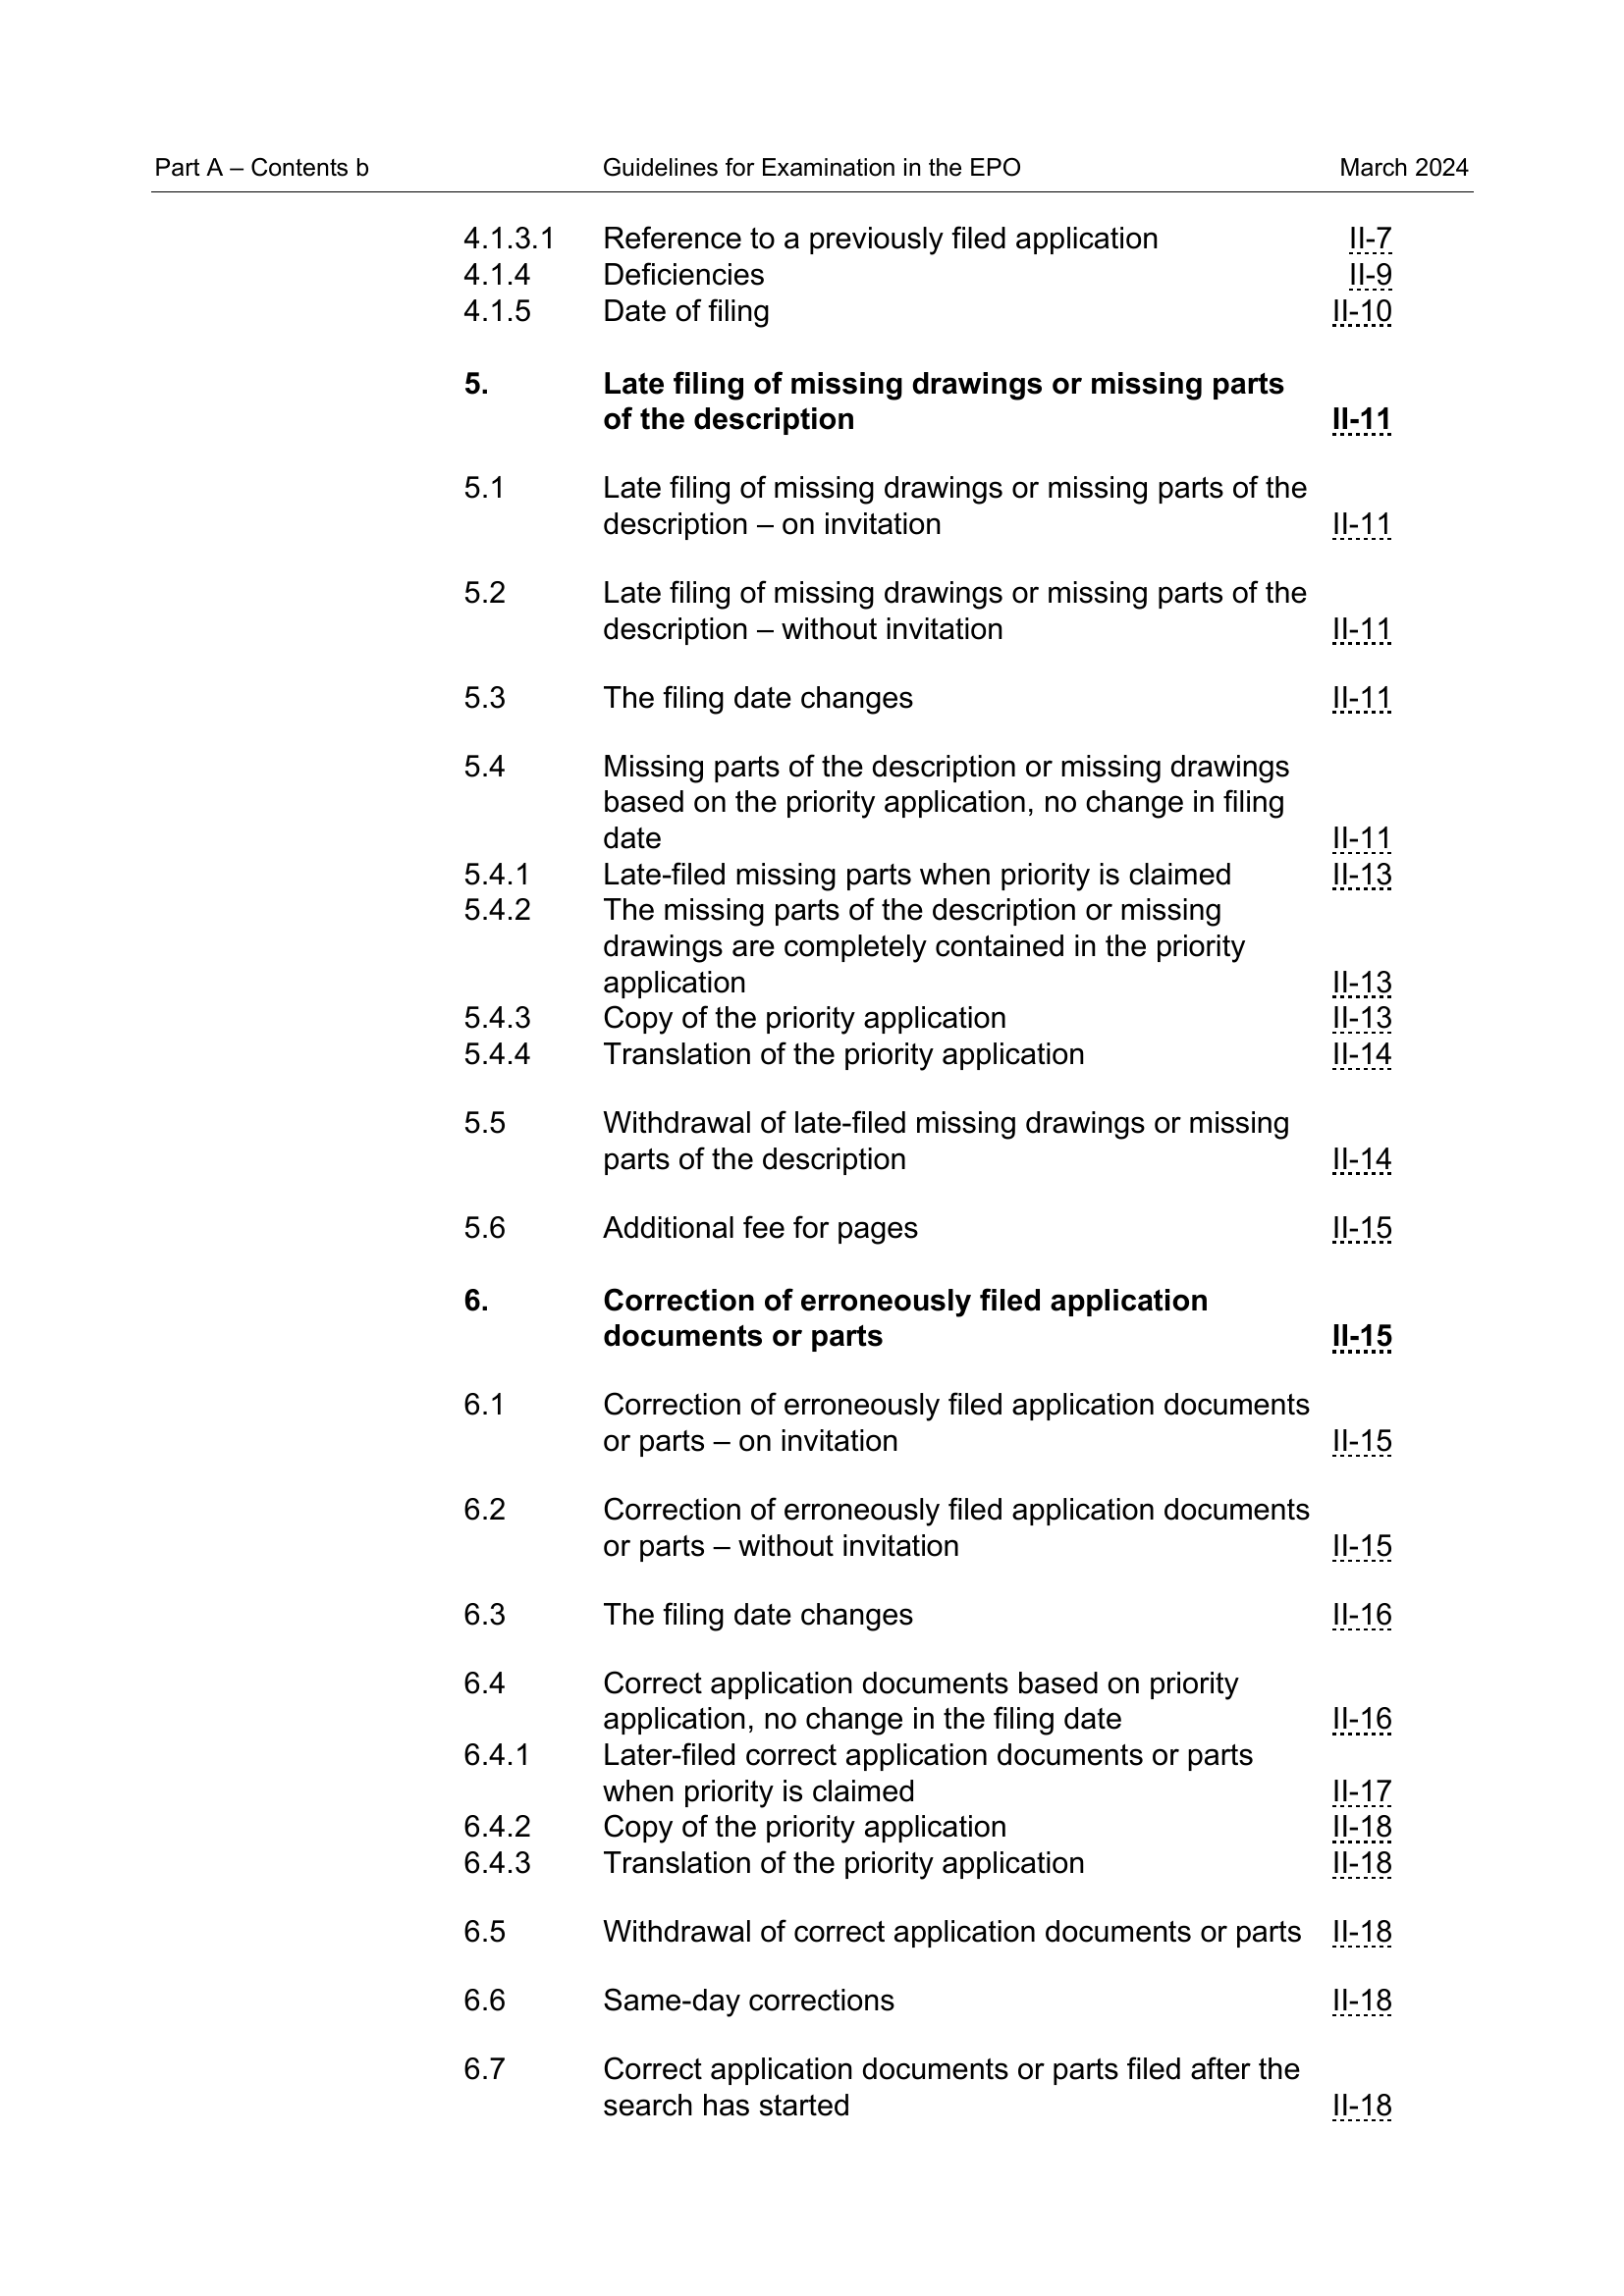 Part A – Contents b Guidelines for Examination in the EPO March 2024
4.1.3.1 Reference to a previously filed application II-7
4.1.4 Deficiencies II-9
4.1.5 Date of filing II-10
5. Late filing of missing drawings or missing parts
of the description II-11
5.1 Late filing of missing drawings or missing parts of the
description – on invitation II-11
5.2 Late filing of missing drawings or missing parts of the
description – without invitation II-11
5.3 The filing date changes II-11
5.4 Missing parts of the description or missing drawings
based on the priority application, no change in filing
date II-11
5.4.1 Late-filed missing parts when priority is claimed II-13
5.4.2 The missing parts of the description or missing
drawings are completely contained in the priority
application II-13
5.4.3 Copy of the priority application II-13
5.4.4 Translation of the priority application II-14
5.5 Withdrawal of late-filed missing drawings or missing
parts of the description II-14
5.6 Additional fee for pages II-15
6. Correction of erroneously filed application
documents or parts II-15
6.1 Correction of erroneously filed application documents
or parts – on invitation II-15
6.2 Correction of erroneously filed application documents
or parts – without invitation II-15
6.3 The filing date changes II-16
6.4 Correct application documents based on priority
application, no change in the filing date II-16
6.4.1 Later-filed correct application documents or parts
when priority is claimed II-17
6.4.2 Copy of the priority application II-18
6.4.3 Translation of the priority application II-18
6.5 Withdrawal of correct application documents or parts II-18
6.6 Same-day corrections II-18
6.7 Correct application documents or parts filed after the
search has started II-18